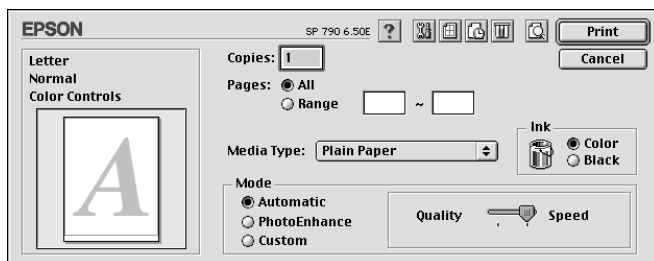 EPSON
SP 790 6.50E
?
Print
Cancel
Letter
Normal
Color Controls
A
Copies: 1
Pages: All
Range ~
Media Type: Plain Paper
Ink
Color
Black
Mode
Automatic
PhotoEnhance
Custom
Quality Speed